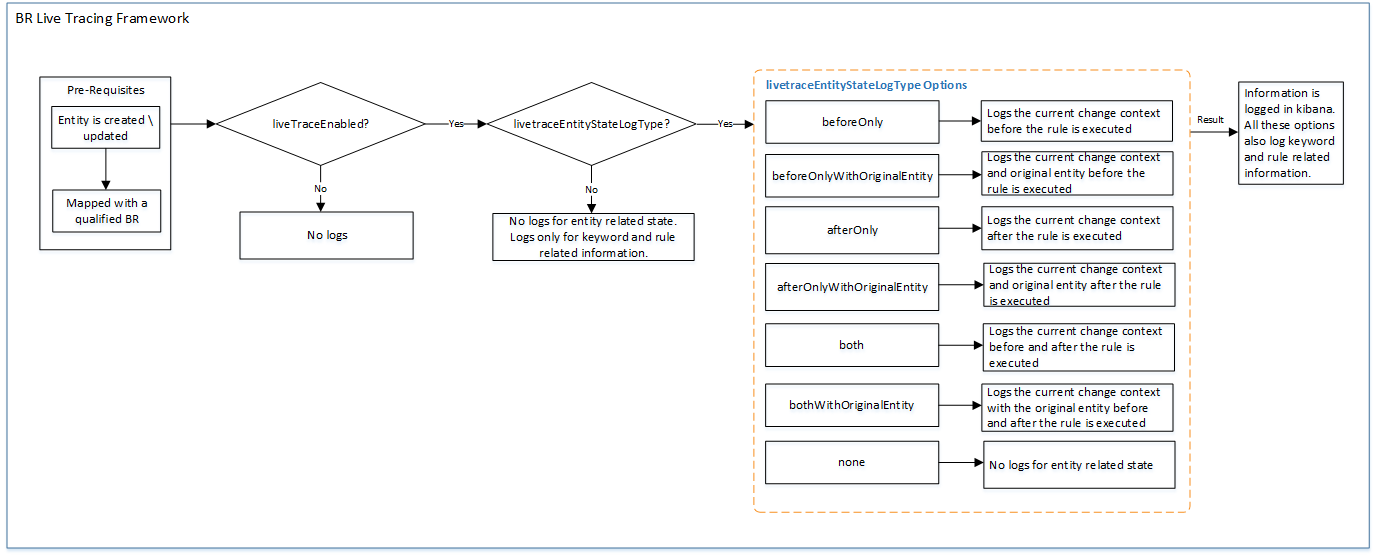 BR Live Tracing Framework
Pre-Requisites
Entity is created \
updated
Mapped with a
qualified BR
liveTraceEnabled?
No
No logs
Yes
livetraceEntityStateLogType?
No
No logs for entity related state.
Logs only for keyword and rule
related information.
Yes
livetraceEntityStateLogType Options
beforeOnly
Logs the current change context
before the rule is executed
beforeOnlyWithOriginalEntity
Logs the current change context
and original entity before the
rule is executed
afterOnly
Logs the current change context
after the rule is executed
afterOnlyWithOriginalEntity
Logs the current change context
and original entity after the rule
is executed
both
Logs the current change context
before and after the rule is
executed
bothWithOriginalEntity
Logs the current change context
with the original entity before
and after the rule is executed
none
No logs for entity related state
Result
Information is
logged in kibana.
All these options
also log keyword
and rule related
information.